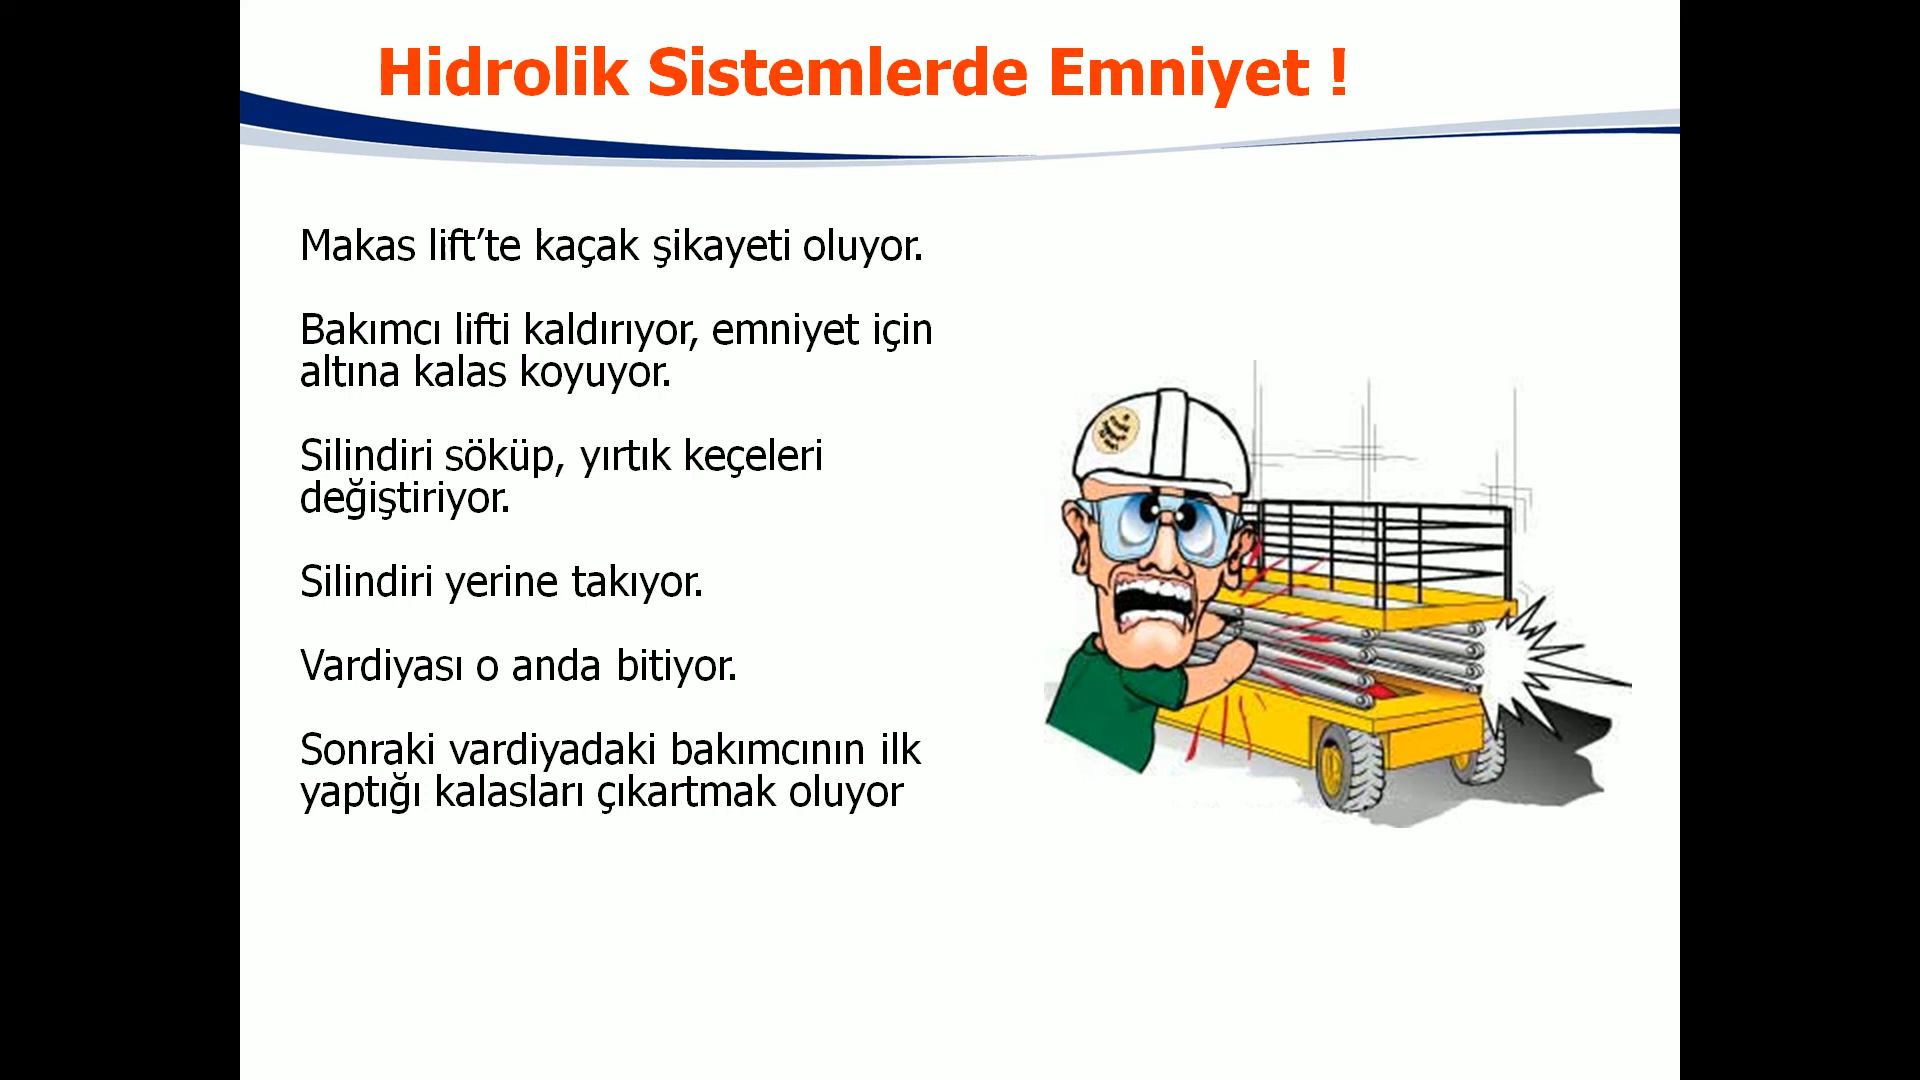 Hidrolik Sistemlerde Emniyet !
Makas lift’te kaçak şikayeti oluyor.
Bakımcı lifti kaldırıyor, emniyet için
altına kalas koyuyor.
Silindiri söküp, yırtık keçeleri
değiştiriyor.
Silindiri yerine takıyor.
Vardiyası o anda bitiyor.
Sonraki vardiyadaki bakımcının ilk
yaptığı kalasları çıkartmak oluyor